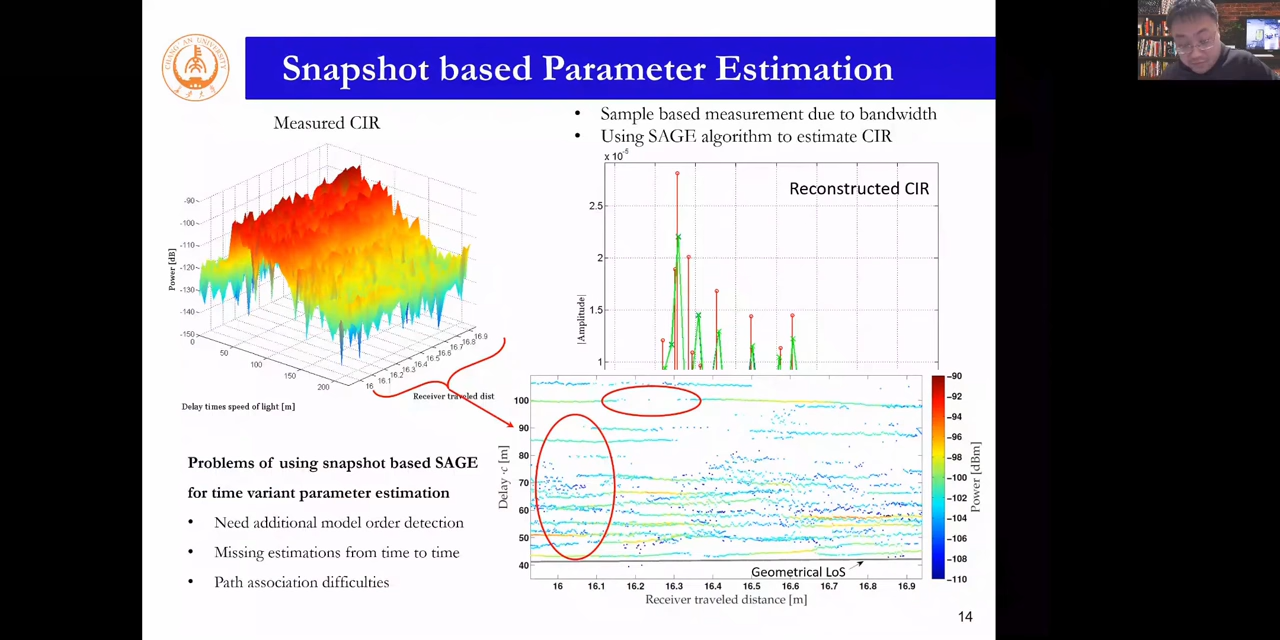 CHANG AN UNIVERSITY
Snapshot based Parameter Estimation
Measured CIR
• Sample based measurement due to bandwidth
• Using SAGE algorithm to estimate CIR
x 10⁻⁵
Reconstructed CIR
2.5
2
1.5
1
|Amplitude|
-90
-100
-110
-120
-130
-140
-150
Power [dB]
0
50
100
150
200
16
16.1
16.2
16.3
16.4
16.5
16.6
16.7
16.8
16.9
Receiver traveled dist
Delay times speed of light [m]
Problems of using snapshot based SAGE
for time variant parameter estimation
• Need additional model order detection
• Missing estimations from time to time
• Path association difficulties
100
90
80
70
60
50
40
Delay ·c [m]
Geometrical LoS
16 16.1 16.2 16.3 16.4 16.5 16.6 16.7 16.8 16.9
Receiver traveled distance [m]
-90
-92
-94
-96
-98
-100
-102
-104
-106
-108
-110
Power [dBm]
14